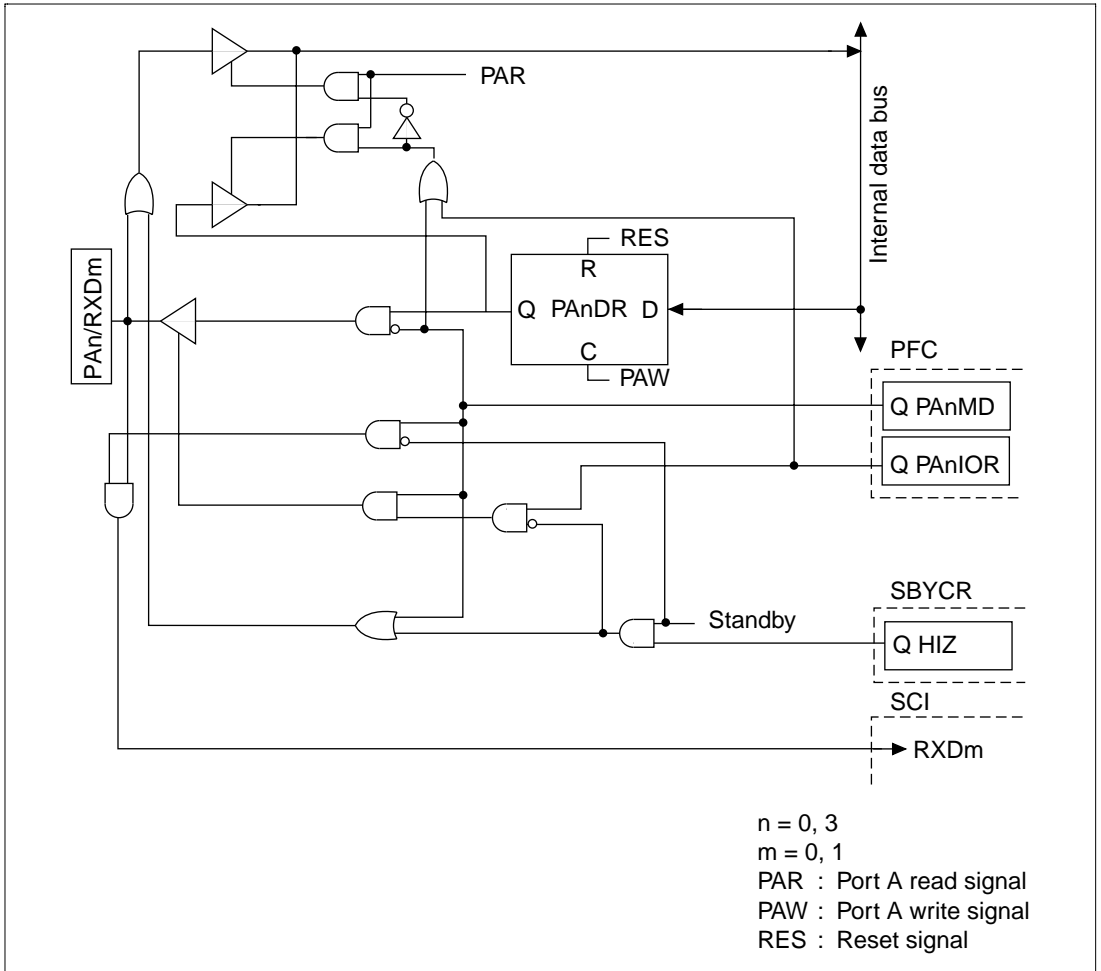 PAR
Internal data bus
RES
R
Q PAnDR D
C
PAW
PAn/RXDm
PFC
Q PAnMD
Q PAnIOR
SBYCR
Standby
Q HIZ
SCI
RXDm
n = 0, 3
m = 0, 1
PAR : Port A read signal
PAW : Port A write signal
RES : Reset signal